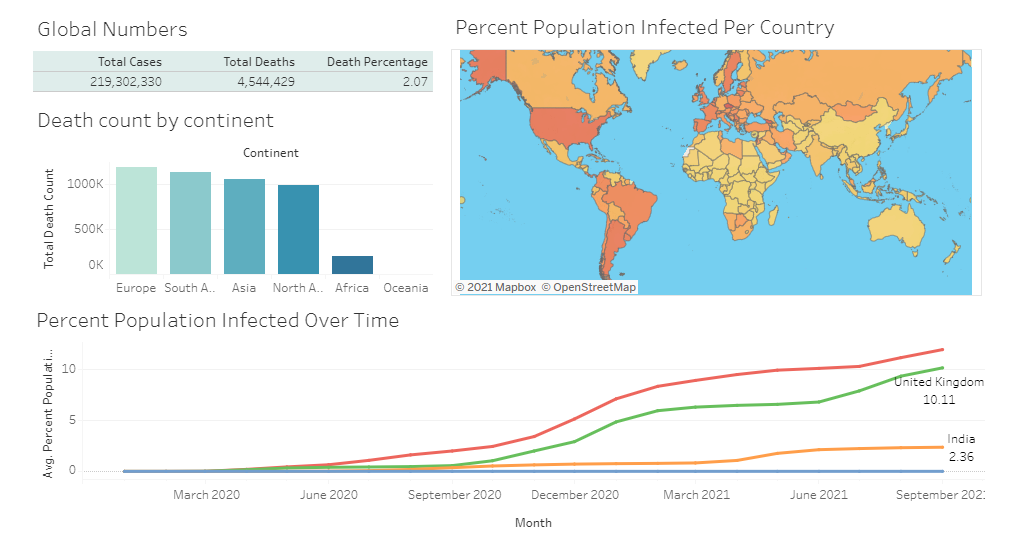 Global Numbers
Total Cases Total Deaths Death Percentage
219,302,330 4,544,429 2.07
Death count by continent
Continent
Total Death Count
1000K
500K
0K
Europe South A.. Asia North A.. Africa Oceania
Percent Population Infected Per Country
© 2021 Mapbox © OpenStreetMap
Percent Population Infected Over Time
Avg. Percent Populati...
10
5
0
United Kingdom
10.11
India
2.36
March 2020 June 2020 September 2020 December 2020 March 2021 June 2021 September
Month